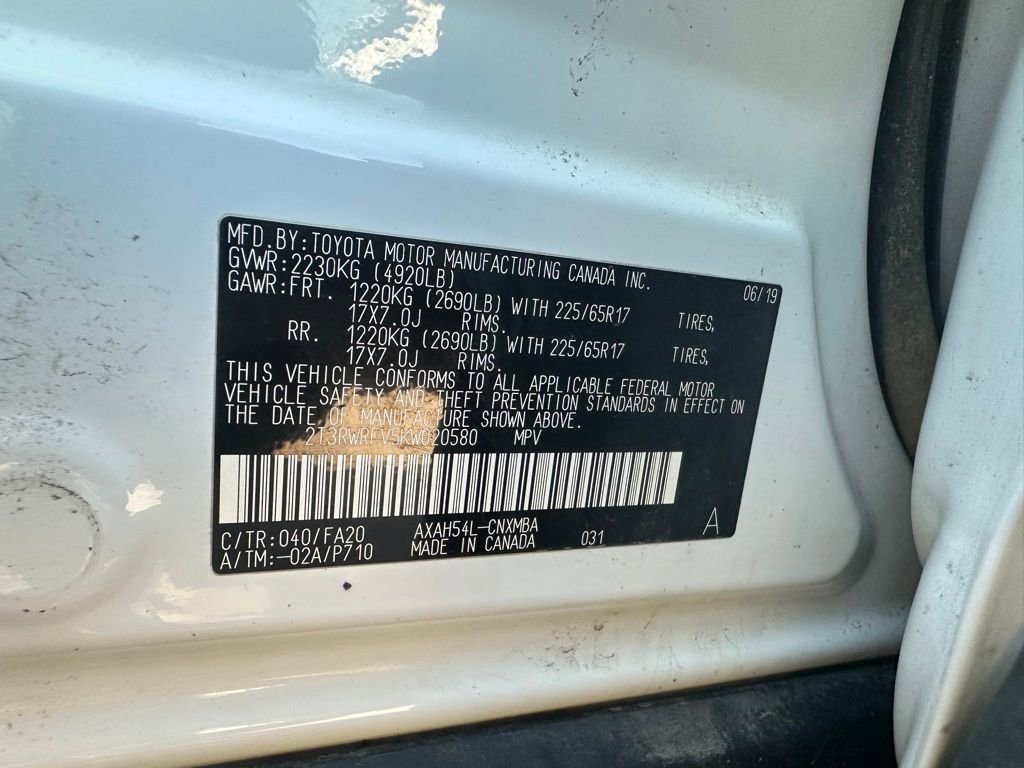 MFD.BY:TOYOTA MOTOR MANUFACTURING CANADA INC.
GVWR:2230KG (4920LB) 06/19
GAWR:FRT. 1220KG (2690LB) WITH 225/65R17 TIRES,
17X7.0J RIMS.
RR. 1220KG (2690LB) WITH 225/65R17 TIRES,
17X7.0J RIMS.
THIS VEHICLE CONFORMS TO ALL APPLICABLE FEDERAL MOTOR
VEHICLE SAFETY AND THEFT PREVENTION STANDARDS IN EFFECT ON
THE DATE OF MANUFACTURE SHOWN ABOVE.
2T3RWRFV5KW020580 MPV
C/TR:040/FA20 AXAH54L-CNXMBA A
A/TM:-02A/P710 MADE IN CANADA 031